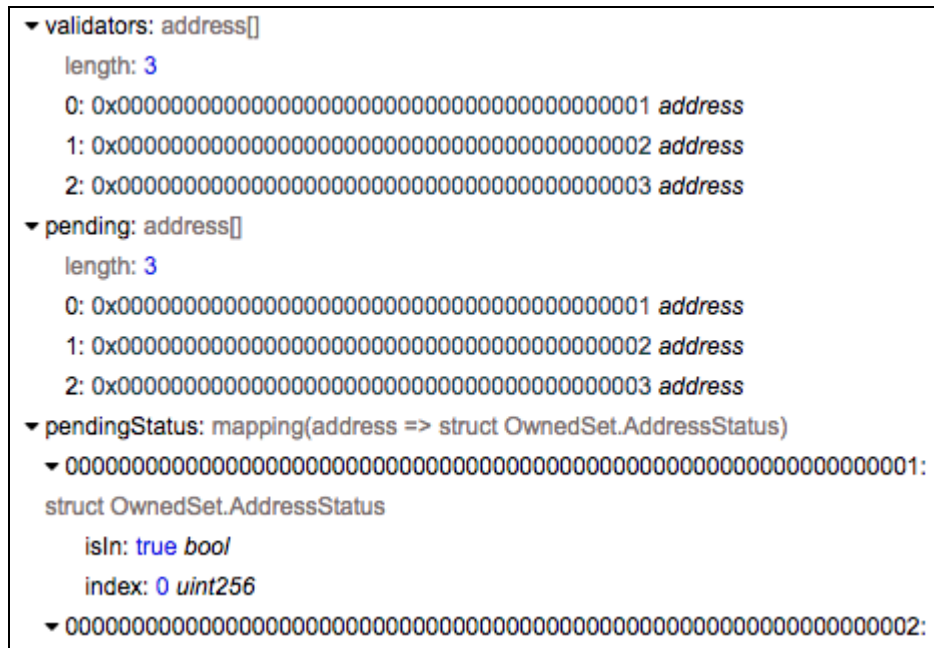 validators: address[]
length: 3
0: 0x0000000000000000000000000000000000000001 address
1: 0x0000000000000000000000000000000000000002 address
2: 0x0000000000000000000000000000000000000003 address
pending: address[]
length: 3
0: 0x0000000000000000000000000000000000000001 address
1: 0x0000000000000000000000000000000000000002 address
2: 0x0000000000000000000000000000000000000003 address
pendingStatus: mapping(address => struct OwnedSet.AddressStatus)
0000000000000000000000000000000000000000000000000000000000000001:
struct OwnedSet.AddressStatus
isIn: true bool
index: 0 uint256
0000000000000000000000000000000000000000000000000000000000000002: